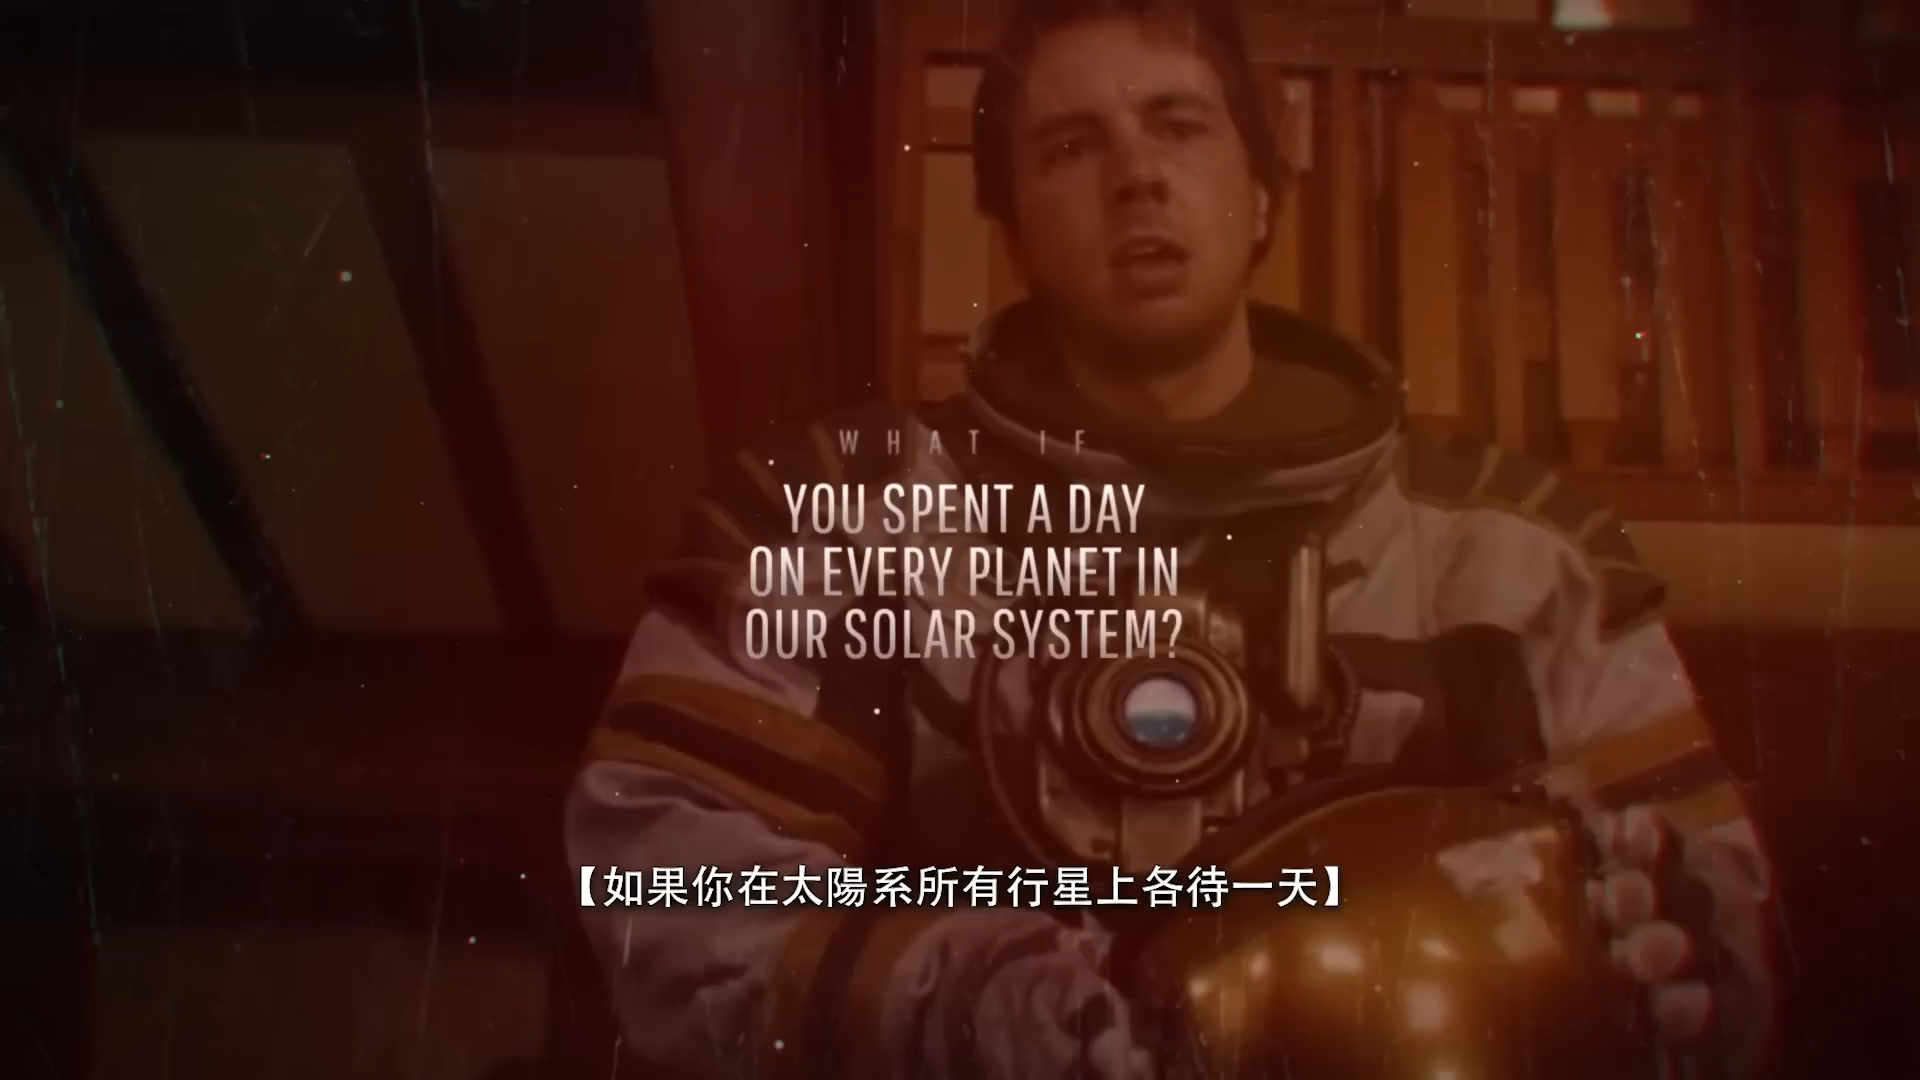 WHAT IF
YOU SPENT A DAY
ON EVERY PLANET IN
OUR SOLAR SYSTEM?
【如果你在太陽系所有行星上各待一天】